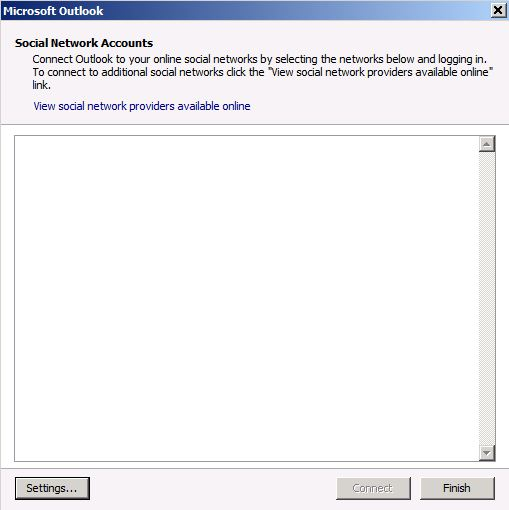 Microsoft Outlook
Social Network Accounts
Connect Outlook to your online social networks by selecting the networks below and logging in.
To connect to additional social networks click the "View social network providers available online"
link.
View social network providers available online
Settings...
Connect
Finish